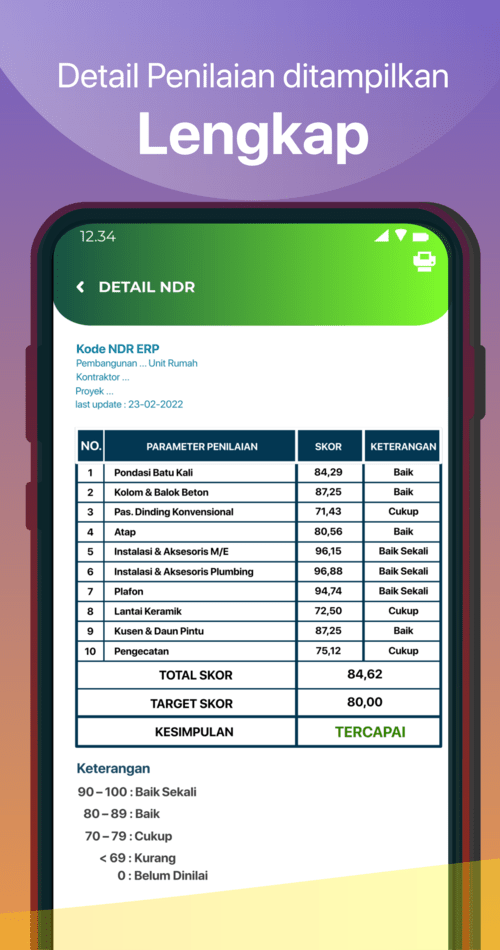 Detail Penilaian ditampilkan
Lengkap
12.34
DETAIL NDR
Kode NDR ERP
Pembangunan ... Unit Rumah
Kontraktor ...
Proyek ...
last update : 23-02-2022
NO. PARAMETER PENILAIAN SKOR KETERANGAN
1 Pondasi Batu Kali 84,29 Baik
2 Kolom & Balok Beton 87,25 Baik
3 Pas. Dinding Konvensional 71,43 Cukup
4 Atap 80,56 Baik
5 Instalasi & Aksesoris M/E 96,15 Baik Sekali
6 Instalasi & Aksesoris Plumbing 96,88 Baik Sekali
7 Plafon 94,74 Baik Sekali
8 Lantai Keramik 72,50 Cukup
9 Kusen & Daun Pintu 87,25 Baik
10 Pengecatan 75,12 Cukup
TOTAL SKOR 84,62
TARGET SKOR 80,00
KESIMPULAN TERCAPAI
Keterangan
90 – 100 : Baik Sekali
80 – 89 : Baik
70 – 79 : Cukup
< 69 : Kurang
0 : Belum Dinilai